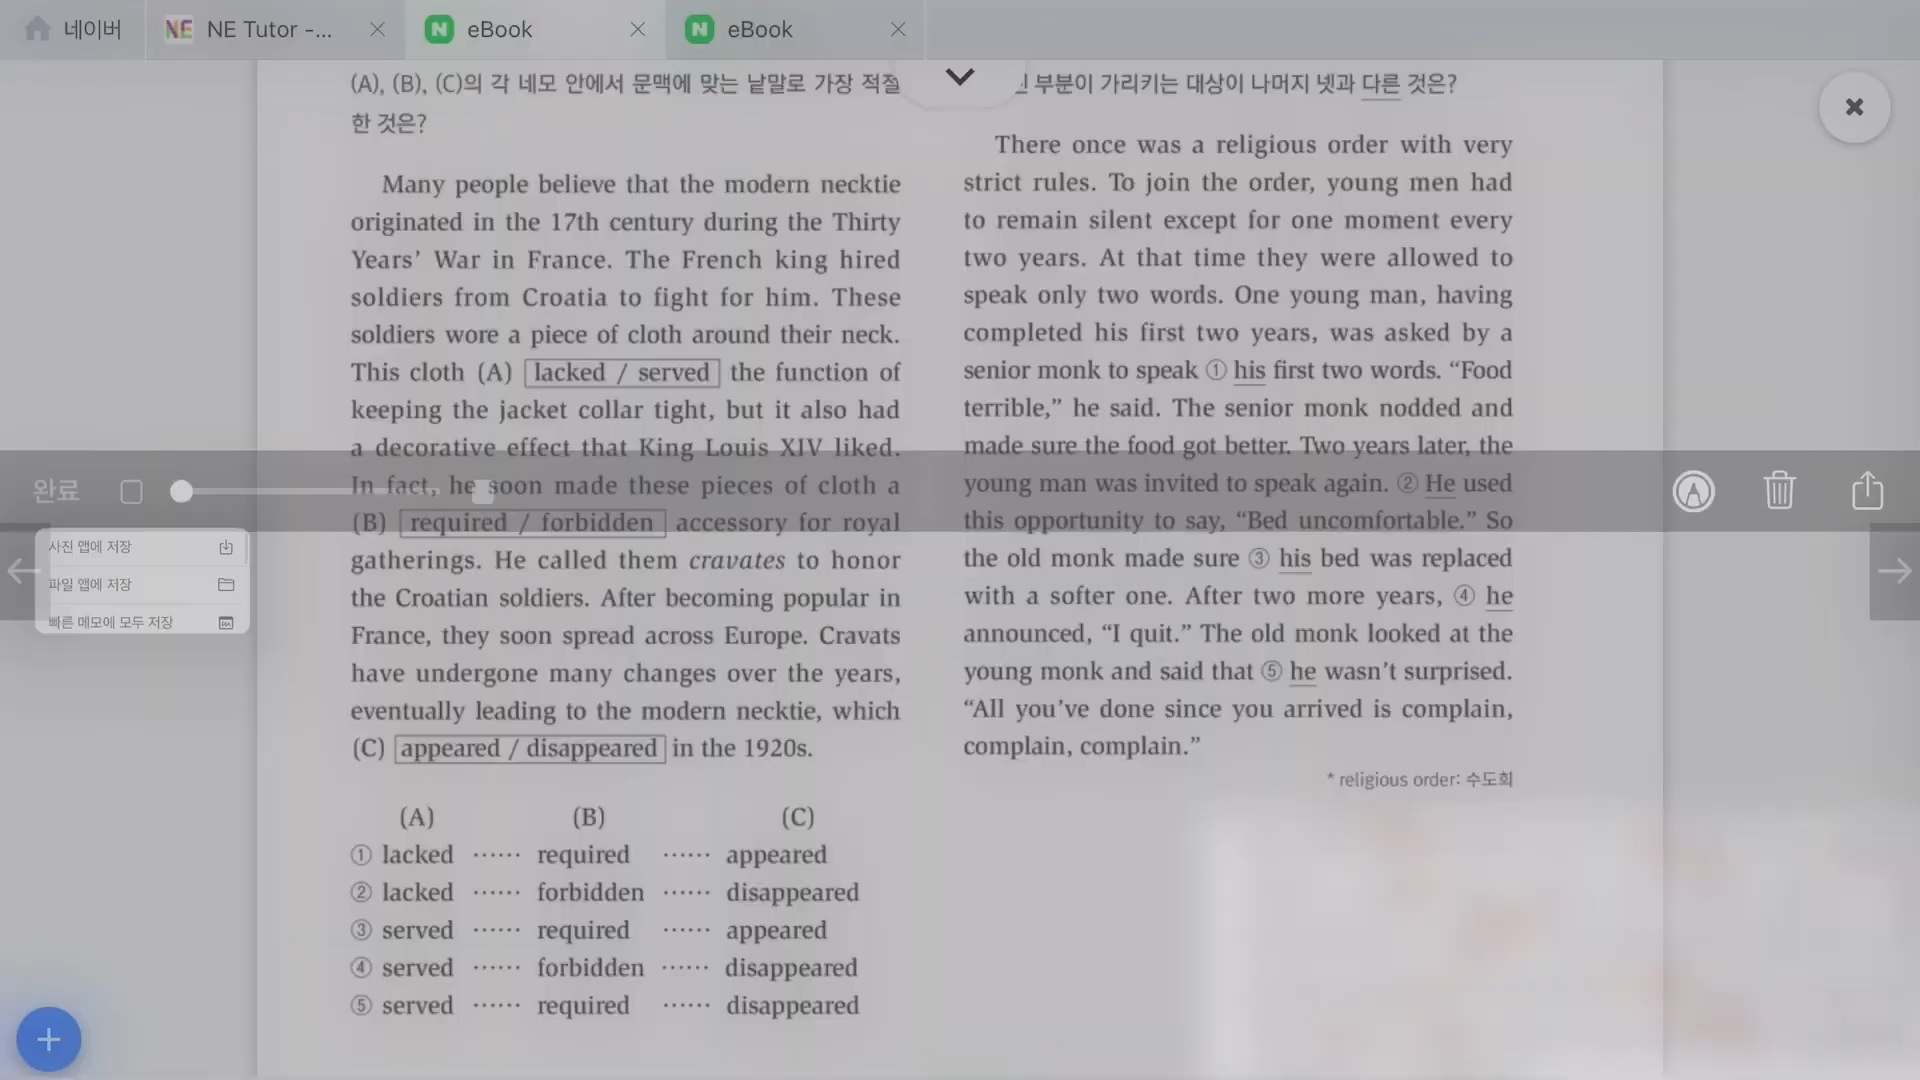 네이버
NE Tutor -...
eBook
eBook
(A), (B), (C)의 각 네모 안에서 문맥에 맞는 낱말로 가장 적절
한 것은?
Many people believe that the modern necktie
originated in the 17th century during the Thirty
Years’ War in France. The French king hired
soldiers from Croatia to fight for him. These
soldiers wore a piece of cloth around their neck.
This cloth (A) lacked / served the function of
keeping the jacket collar tight, but it also had
a decorative effect that King Louis XIV liked.
In fact, he soon made these pieces of cloth a
(B) required / forbidden accessory for royal
gatherings. He called them cravates to honor
the Croatian soldiers. After becoming popular in
France, they soon spread across Europe. Cravats
have undergone many changes over the years,
eventually leading to the modern necktie, which
(C) appeared / disappeared in the 1920s.
(A) (B) (C)
① lacked ······ required ······ appeared
② lacked ······ forbidden ······ disappeared
③ served ······ required ······ appeared
④ served ······ forbidden ······ disappeared
⑤ served ······ required ······ disappeared
부분이 가리키는 대상이 나머지 넷과 다른 것은?
There once was a religious order with very
strict rules. To join the order, young men had
to remain silent except for one moment every
two years. At that time they were allowed to
speak only two words. One young man, having
completed his first two years, was asked by a
senior monk to speak ① his first two words. “Food
terrible,” he said. The senior monk nodded and
made sure the food got better. Two years later, the
young man was invited to speak again. ② He used
this opportunity to say, “Bed uncomfortable.” So
the old monk made sure ③ his bed was replaced
with a softer one. After two more years, ④ he
announced, “I quit.” The old monk looked at the
young monk and said that ⑤ he wasn’t surprised.
“All you’ve done since you arrived is complain,
complain, complain.”
* religious order: 수도회
완료
사진 앱에 저장
파일 앱에 저장
빠른 메모에 모두 저장